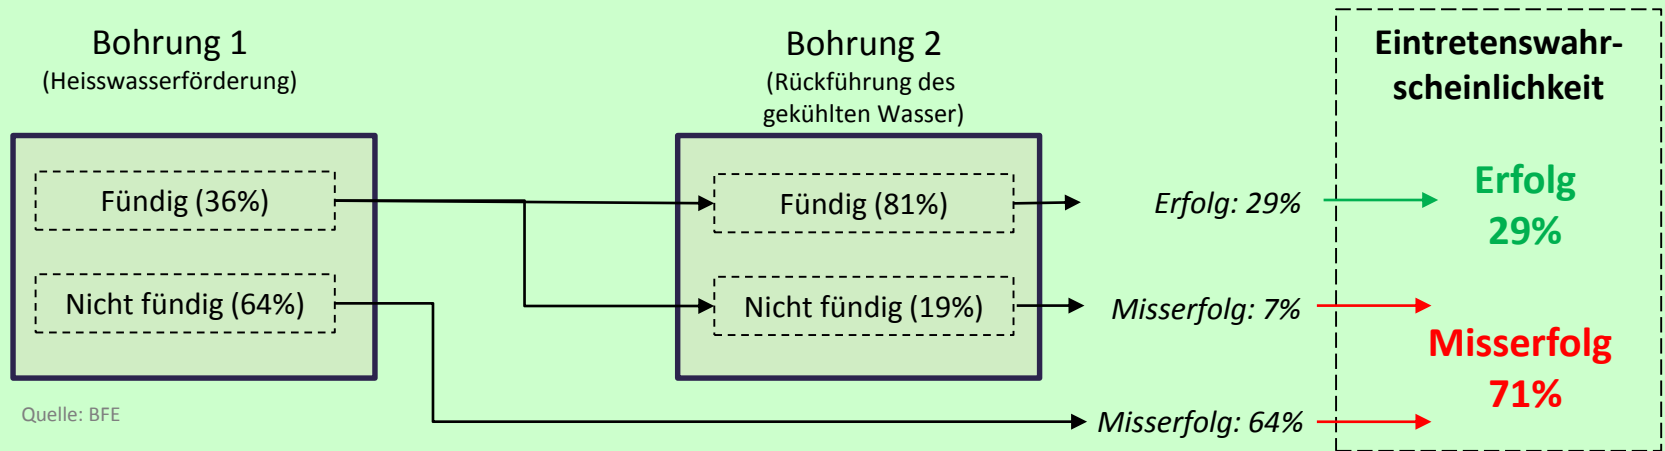 Bohrung 1
(Heisswasserförderung)
Fündig (36%)
Nicht fündig (64%)
Quelle: BFE
Bohrung 2
(Rückführung des
gekühlten Wasser)
Fündig (81%)
Nicht fündig (19%)
Erfolg: 29%
Misserfolg: 7%
Misserfolg: 64%
Eintretenswahr-
scheinlichkeit
Erfolg
29%
Misserfolg
71%